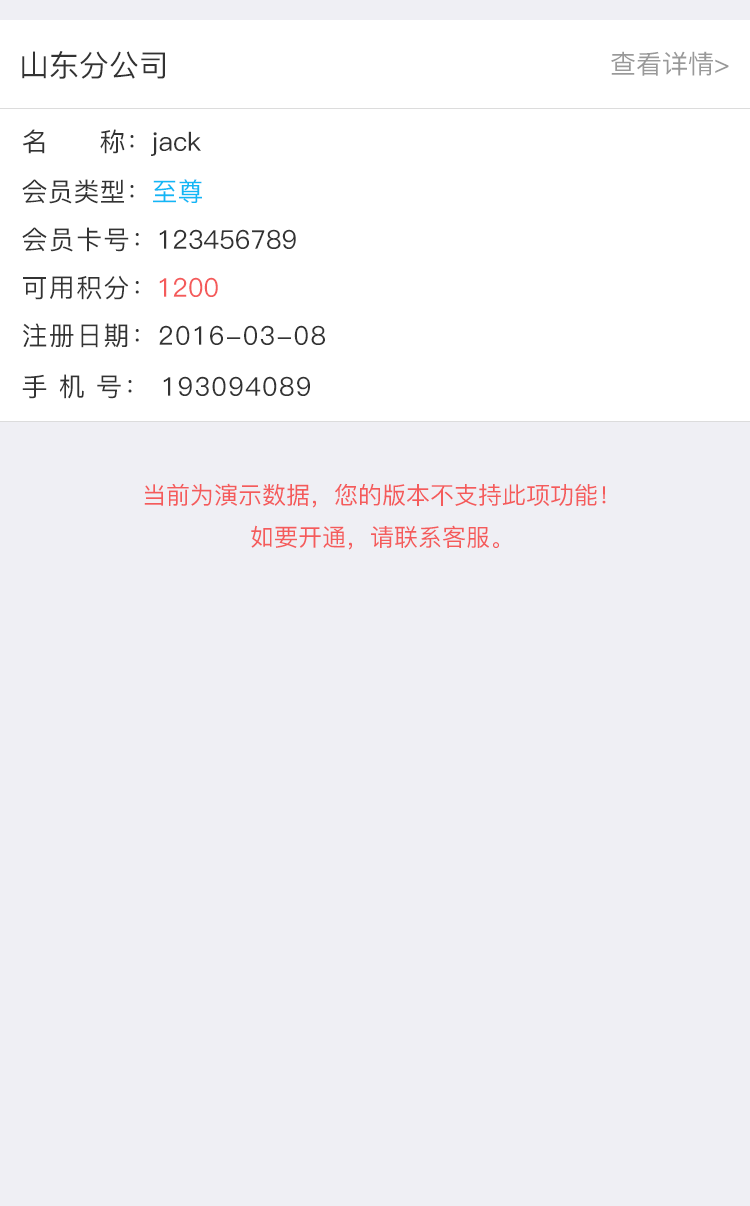 山东分公司
查看详情>
名　　称：jack
会员类型：至尊
会员卡号：123456789
可用积分：1200
注册日期：2016-03-08
手 机 号： 193094089
当前为演示数据，您的版本不支持此项功能！
如要开通，请联系客服。